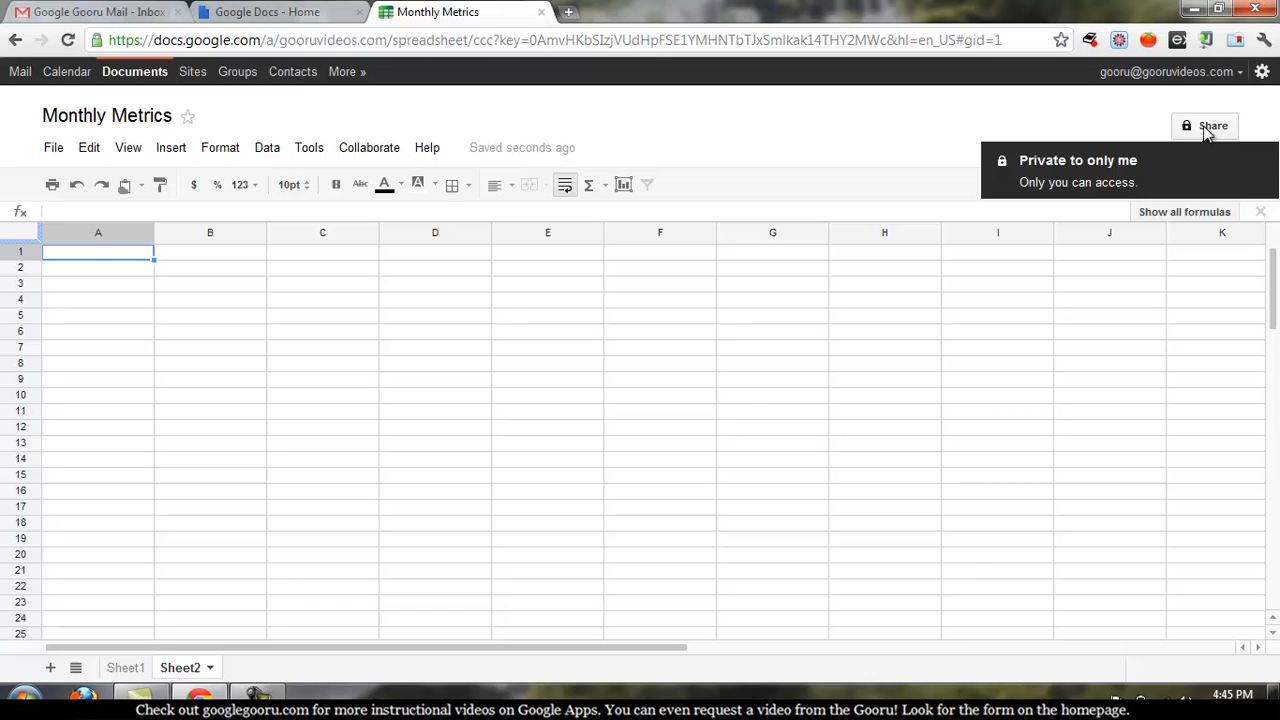 Google Gooru Mail - Inbox
Google Docs - Home
Monthly Metrics
https://docs.google.com/a/gooruvideos.com/spreadsheet/ccc?key=0AmvHKbSIzjVUdHpFSE1YMHNTbTJxSmlkak14THY2MWc&hl=en_US#gid=1
Mail Calendar Documents Sites Groups Contacts More »
gooru@gooruvideos.com
Monthly Metrics
Share
File Edit View Insert Format Data Tools Collaborate Help Saved seconds ago
Private to only me
Only you can access.
$ % 123 10pt B Abc A A Σ
fx
Show all formulas
A B C D E F G H I J K
1
2
3
4
5
6
7
8
9
10
11
12
13
14
15
16
17
18
19
20
21
22
23
24
25
+ Sheet1 Sheet2
4:45 PM
Check out googlegooru.com for more instructional videos on Google Apps. You can even request a video from the Gooru! Look for the form on the homepage.